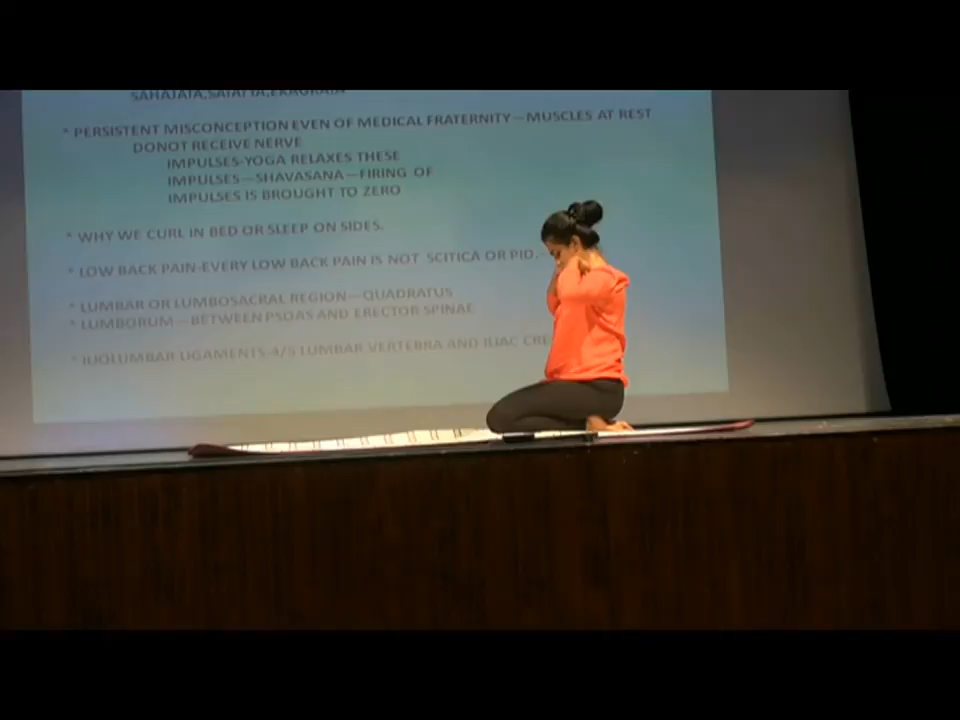 SAHAJATA,SATATYA,EKAGRATA
* PERSISTENT MISCONCEPTION EVEN OF MEDICAL FRATERNITY—MUSCLES AT REST
DONOT RECEIVE NERVE
IMPULSES-YOGA RELAXES THESE
IMPULSES—SHAVASANA—FIRING OF
IMPULSES IS BROUGHT TO ZERO
* WHY WE CURL IN BED OR SLEEP ON SIDES.
* LOW BACK PAIN-EVERY LOW BACK PAIN IS NOT SCITICA OR PID.-
* LUMBAR OR LUMBOSACRAL REGION—QUADRATUS
* LUMBORUM—BETWEEN PSOAS AND ERECTOR SPINAE
* ILIOLUMBAR LIGAMENTS-4/5 LUMBAR VERTEBRA AND ILIAC